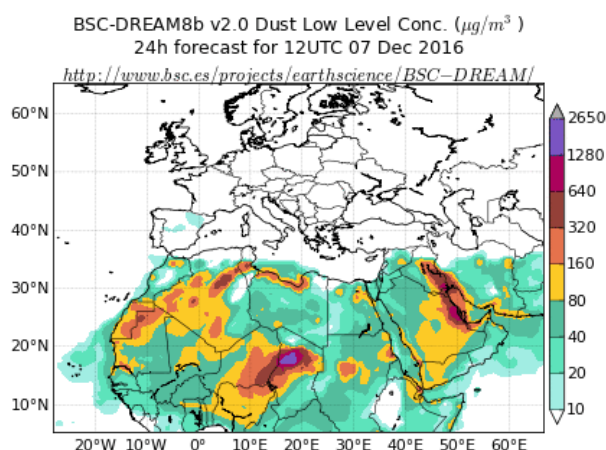 BSC-DREAM8b v2.0 Dust Low Level Conc. (μg/m³ )
24h forecast for 12UTC 07 Dec 2016
http://www.bsc.es/projects/earthscience/BSC−DREAM/
60°N
50°N
40°N
30°N
20°N
10°N
20°W
10°W
0°
10°E
20°E
30°E
40°E
50°E
60°E
2650
1280
640
320
160
80
40
20
10